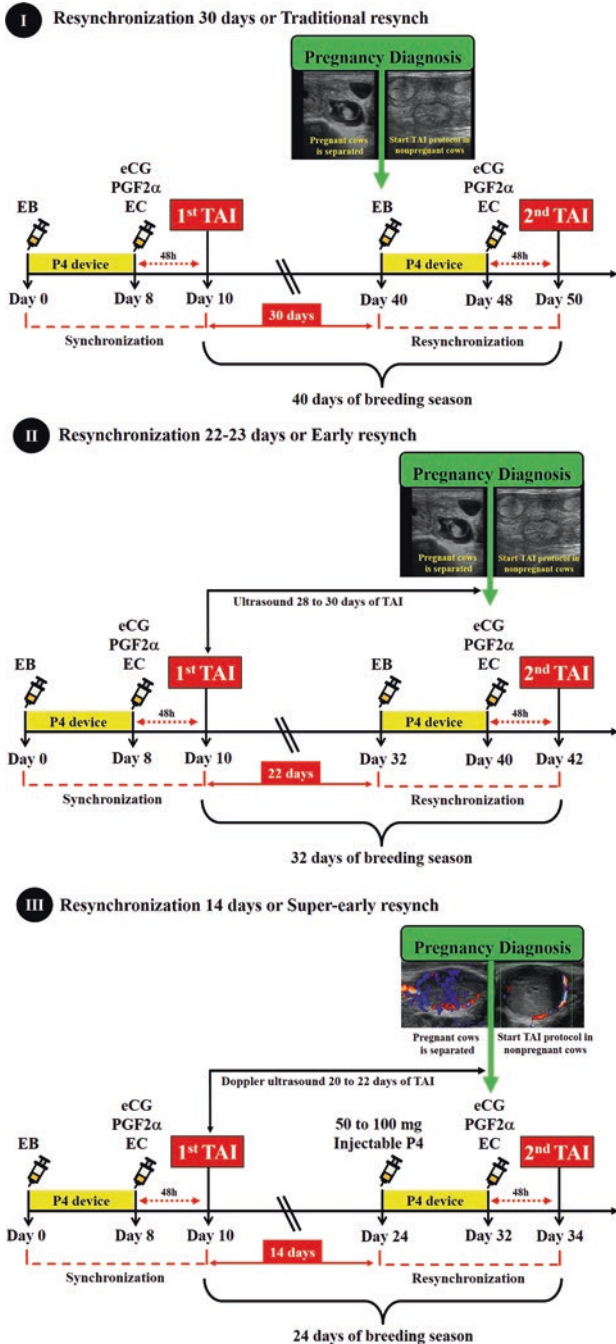 I Resynchronization 30 days or Traditional resynch
Pregnancy Diagnosis
Pregnant cows is separated
Start TAI protocol in nonpregnant cows
EB
eCG
PGF2α
EC
1st TAI
EB
eCG
PGF2α
EC
2nd TAI
P4 device
48h
P4 device
48h
Day 0
Day 8
Day 10
Day 40
Day 48
Day 50
30 days
Synchronization
Resynchronization
40 days of breeding season
II Resynchronization 22-23 days or Early resynch
Pregnancy Diagnosis
Pregnant cows is separated
Start TAI protocol in nonpregnant cows
Ultrasound 28 to 30 days of TAI
EB
eCG
PGF2α
EC
1st TAI
EB
eCG
PGF2α
EC
2nd TAI
P4 device
48h
P4 device
48h
Day 0
Day 8
Day 10
Day 32
Day 40
Day 42
22 days
Synchronization
Resynchronization
32 days of breeding season
III Resynchronization 14 days or Super-early resynch
Pregnancy Diagnosis
Pregnant cows is separated
Start TAI protocol in nonpregnant cows
Doppler ultrasound 20 to 22 days of TAI
EB
eCG
PGF2α
EC
1st TAI
50 to 100 mg
Injectable P4
eCG
PGF2α
EC
2nd TAI
P4 device
48h
P4 device
48h
Day 0
Day 8
Day 10
Day 24
Day 32
Day 34
14 days
Synchronization
Resynchronization
24 days of breeding season